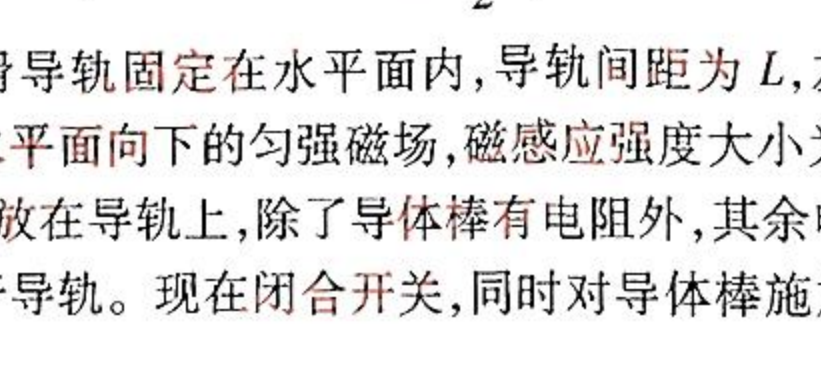 2
导轨固定在水平面内,导轨间距为 L,
平面向下的匀强磁场,磁感应强度大小
放在导轨上,除了导体棒有电阻外,其余
导轨。现在闭合开关,同时对导体棒施